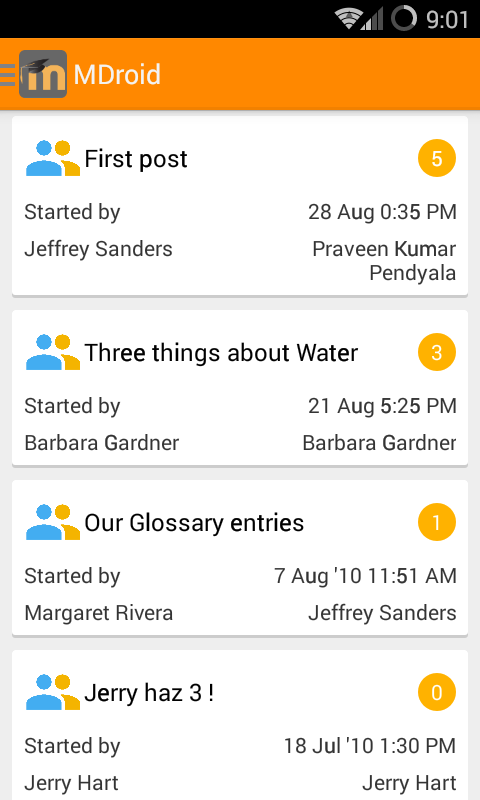 9:01
m MDroid
First post 5
Started by 28 Aug 0:35 PM
Jeffrey Sanders Praveen Kumar
Pendyala
Three things about Water 3
Started by 21 Aug 5:25 PM
Barbara Gardner Barbara Gardner
Our Glossary entries 1
Started by 7 Aug '10 11:51 AM
Margaret Rivera Jeffrey Sanders
Jerry haz 3 ! 0
Started by 18 Jul '10 1:30 PM
Jerry Hart Jerry Hart